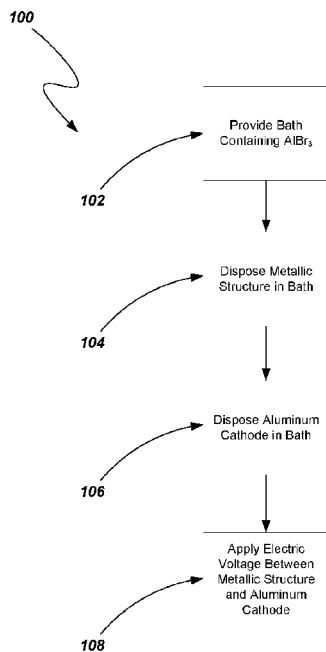 100
Provide Bath
Containing AlBr₃
102
Dispose Metallic
Structure in Bath
104
Dispose Aluminum
Cathode in Bath
106
Apply Electric
Voltage Between
Metallic Structure
and Aluminum
Cathode
108